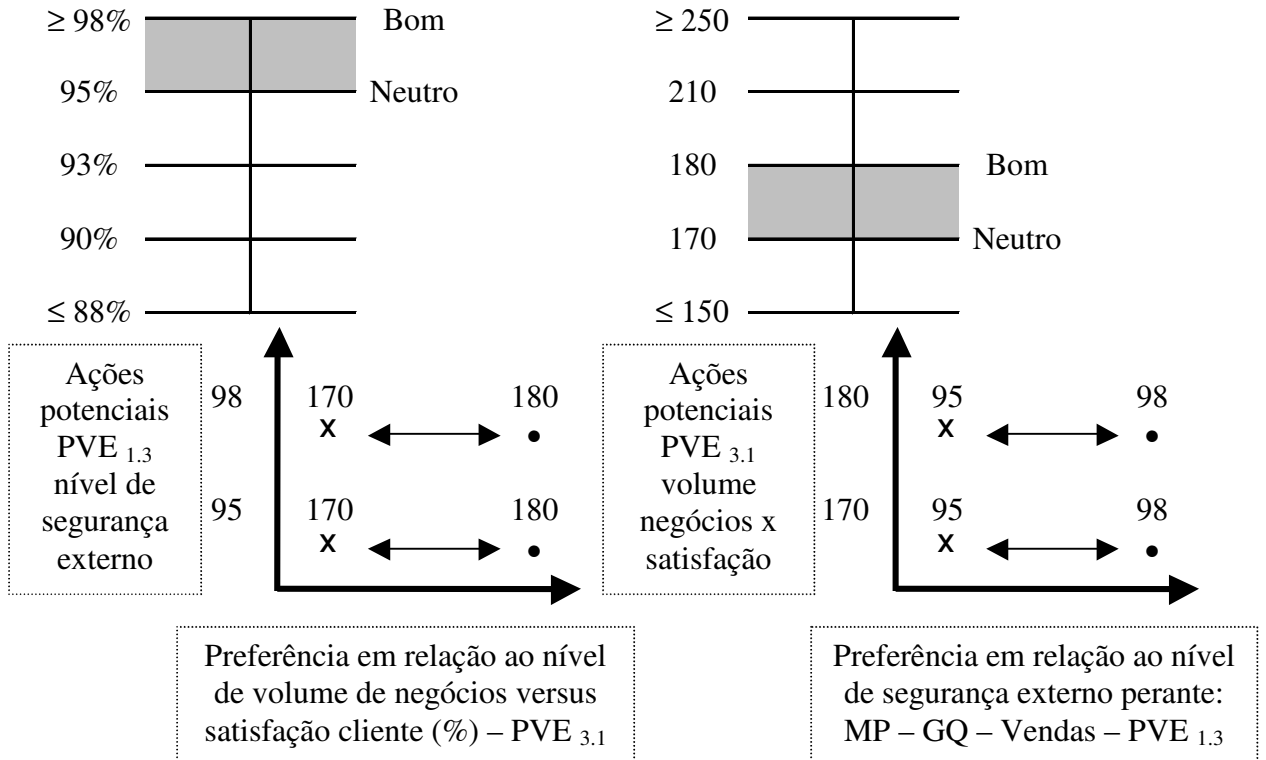 ≥ 98%
Bom
95%
Neutro
93%
90%
≤ 88%
≥ 250
210
180
Bom
170
Neutro
≤ 150
Ações
potenciais
PVE 1.3
nível de
segurança
externo
98
170
180
x
•
95
170
180
x
•
Preferência em relação ao nível
de volume de negócios versus
satisfação cliente (%) – PVE 3.1
Ações
potenciais
PVE 3.1
volume
negócios x
satisfação
180
95
98
x
•
170
95
98
x
•
Preferência em relação ao nível
de segurança externo perante:
MP – GQ – Vendas – PVE 1.3